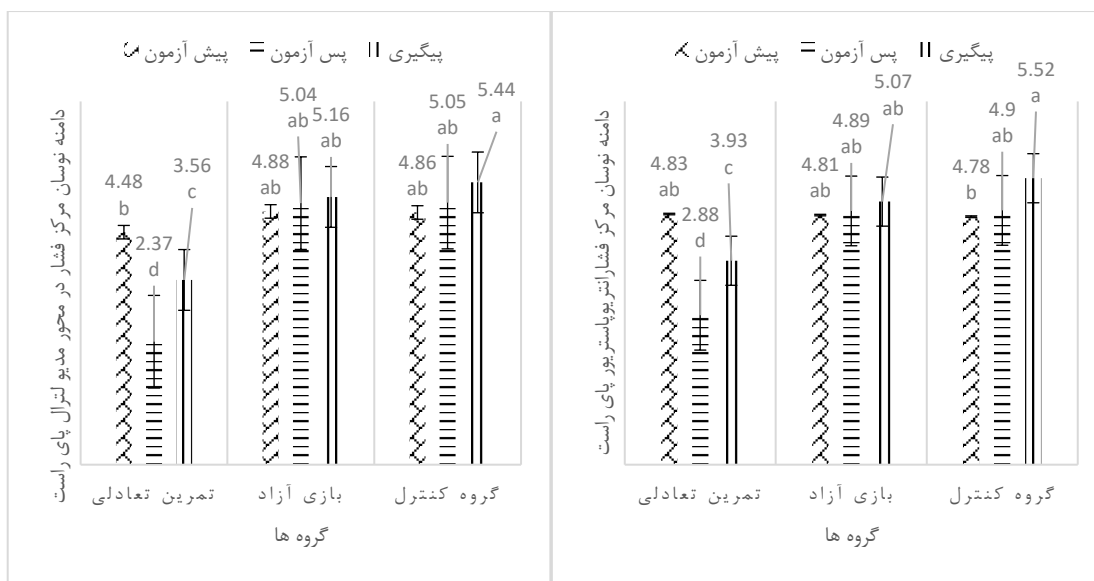 پیش آزمون پس آزمون پیگیری
دامنه نوسان مرکز فشار در محور مدیو لترال پای راست
4.48
b
2.37
d
3.56
c
4.88
ab
5.04
ab
5.16
ab
4.86
ab
5.05
ab
5.44
a
تمرین تعادلی بازی آزاد گروه کنترل
گروه ها
پیش آزمون پس آزمون پیگیری
دامنه نوسان مرکز فشارانتریوپاستریور پای راست
4.83
ab
2.88
d
3.93
c
4.81
ab
4.89
ab
5.07
ab
4.78
b
4.9
ab
5.52
a
تمرین تعادلی بازی آزاد گروه کنترل
گروه ها